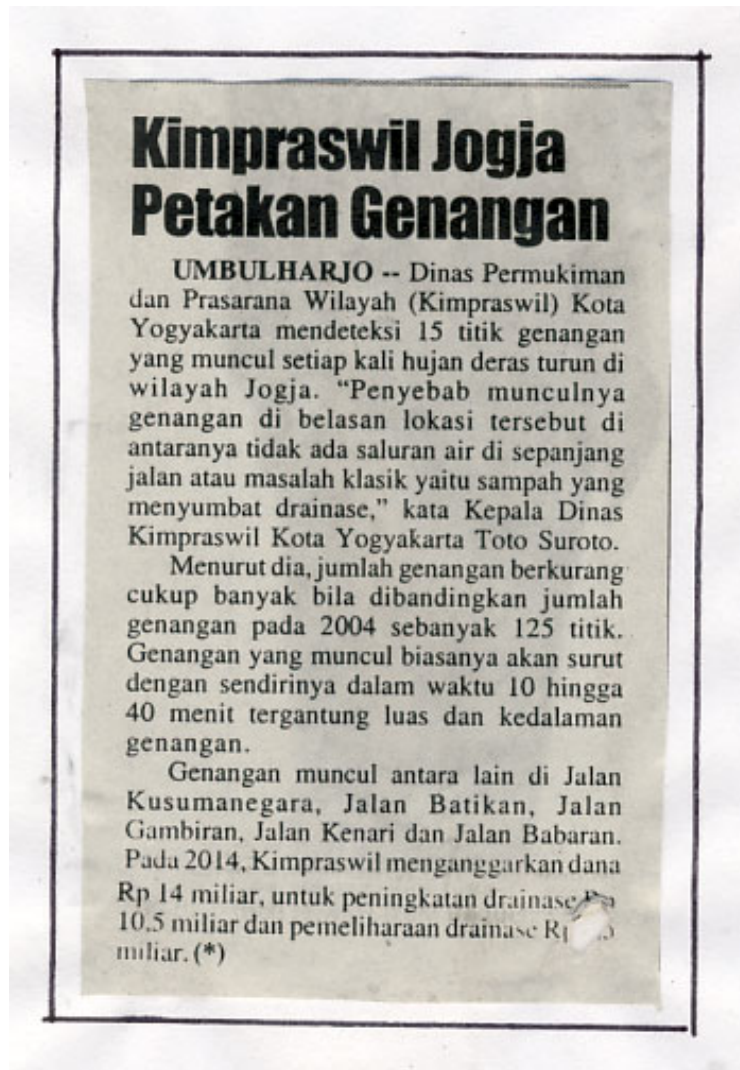 Kimpraswil Jogja
Petakan Genangan
UMBULHARJO -- Dinas Permukiman
dan Prasarana Wilayah (Kimpraswil) Kota
Yogyakarta mendeteksi 15 titik genangan
yang muncul setiap kali hujan deras turun di
wilayah Jogja. “Penyebab munculnya
genangan di belasan lokasi tersebut di
antaranya tidak ada saluran air di sepanjang
jalan atau masalah klasik yaitu sampah yang
menyumbat drainase,” kata Kepala Dinas
Kimpraswil Kota Yogyakarta Toto Suroto.
Menurut dia, jumlah genangan berkurang
cukup banyak bila dibandingkan jumlah
genangan pada 2004 sebanyak 125 titik.
Genangan yang muncul biasanya akan surut
dengan sendirinya dalam waktu 10 hingga
40 menit tergantung luas dan kedalaman
genangan.
Genangan muncul antara lain di Jalan
Kusumanegara, Jalan Batikan, Jalan
Gambiran, Jalan Kenari dan Jalan Babaran.
Pada 2014, Kimpraswil menganggarkan dana
Rp 14 miliar, untuk peningkatan drainase Rp
10,5 miliar dan pemeliharaan drainase
miliar. (*)